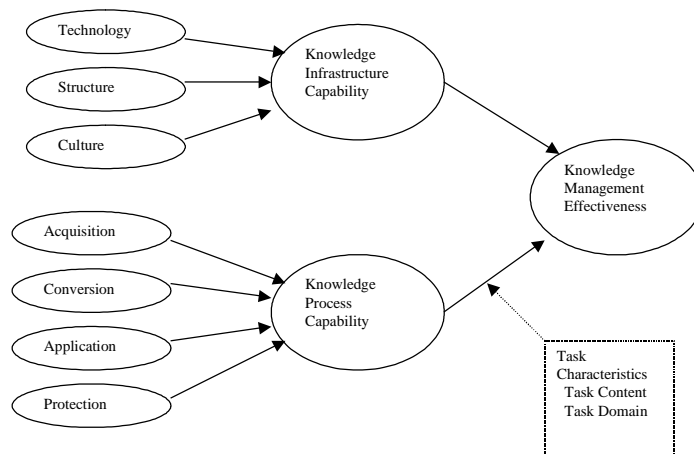 Technology
Structure
Culture
Knowledge
Infrastructure
Capability
Knowledge
Management
Effectiveness
Acquisition
Conversion
Application
Protection
Knowledge
Process
Capability
Task
Characteristics
Task Content
Task Domain